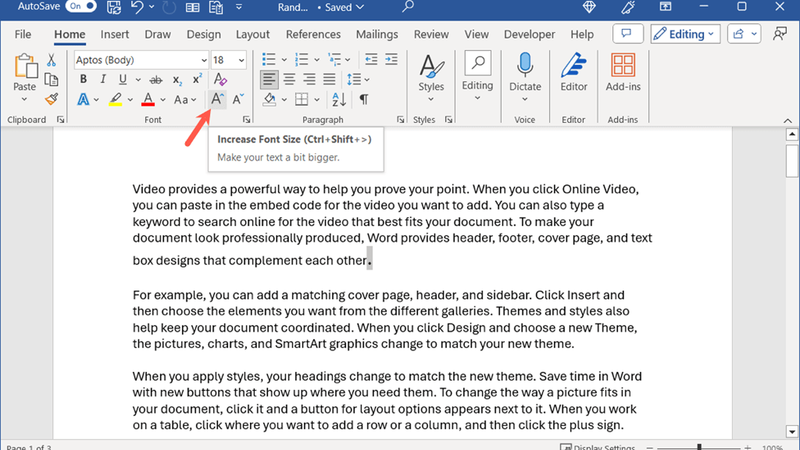 AutoSave On Rand... • Saved
File Home Insert Draw Design Layout References Mailings Review View Developer Help Editing
Aptos (Body) 18
Paste B I U ab x₂ x² A Styles Editing Dictate Editor Add-ins
A A Aa A A
Clipboard Font Paragraph Styles Voice Editor Add-ins
Increase Font Size (Ctrl+Shift+>)
Make your text a bit bigger.
Video provides a powerful way to help you prove your point. When you click Online Video,
you can paste in the embed code for the video you want to add. You can also type a
keyword to search online for the video that best fits your document. To make your
document look professionally produced, Word provides header, footer, cover page, and text
box designs that complement each other.
For example, you can add a matching cover page, header, and sidebar. Click Insert and
then choose the elements you want from the different galleries. Themes and styles also
help keep your document coordinated. When you click Design and choose a new Theme,
the pictures, charts, and SmartArt graphics change to match your new theme.
When you apply styles, your headings change to match the new theme. Save time in Word
with new buttons that show up where you need them. To change the way a picture fits in
your document, click it and a button for layout options appears next to it. When you work
on a table, click where you want to add a row or a column, and then click the plus sign.
Page 1 of 3 Display Settings 100%